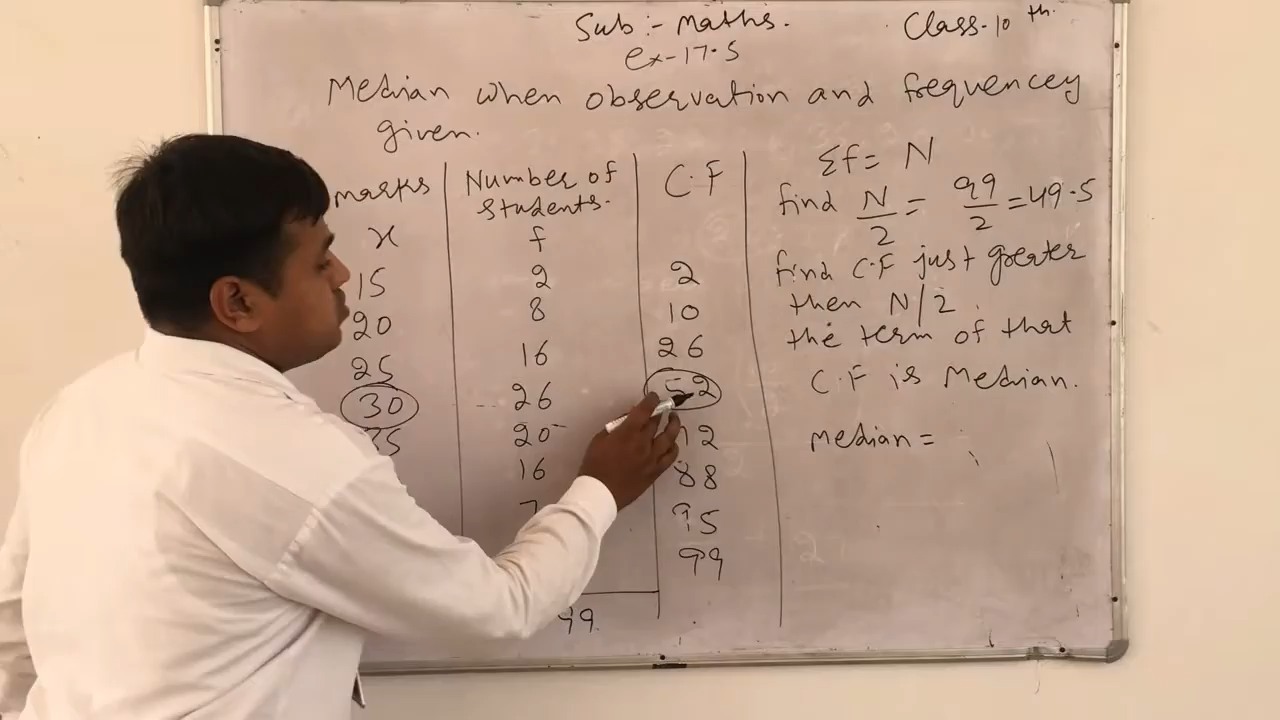 Sub :- Maths.
Class-10 th.
Ex-17.5
Median when observation and frequencey
given.
marks Number of students. C.F
x f
15 2 2
20 8 10
25 16 26
30 26 52
20
16 88
7
99
99
Σf = N
find N/2 = 99/2 = 49.5
find C.F just greater
then N/2.
the term of that
C.F is Median.
Median =